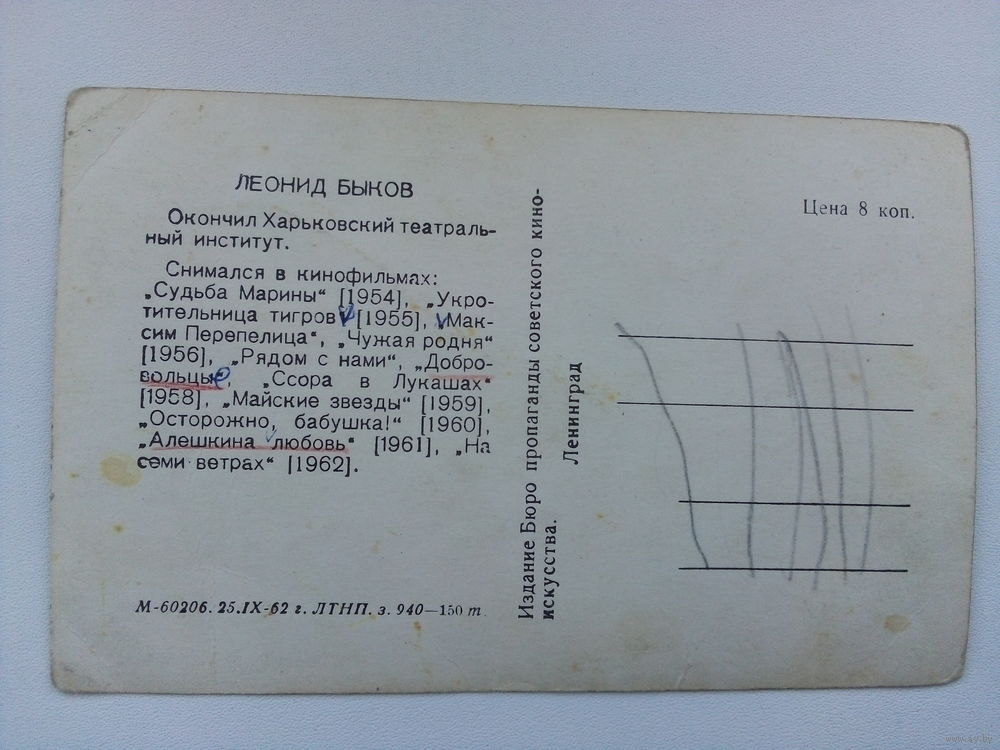 ЛЕОНИД БЫКОВ
Окончил Харьковский театраль-
ный институт.
Снимался в кинофильмах:
„Судьба Марины“ [1954], „Укро-
тительница тигров“ [1955], „Мак-
сим Перепелица“, „Чужая родня“
[1956], „Рядом с нами“, „Добро-
вольцы“, „Ссора в Лукашах“
[1958], „Майские звезды“ [1959],
„Осторожно, бабушка!“ [1960],
„Алешкина любовь“ [1961], „На
семи ветрах“ [1962].
М-60206. 25.IX-62 г. ЛТНП. з. 940—150 т.
Издание Бюро пропаганды советского кино-
искусства.
Ленинград
Цена 8 коп.
www.ay.by